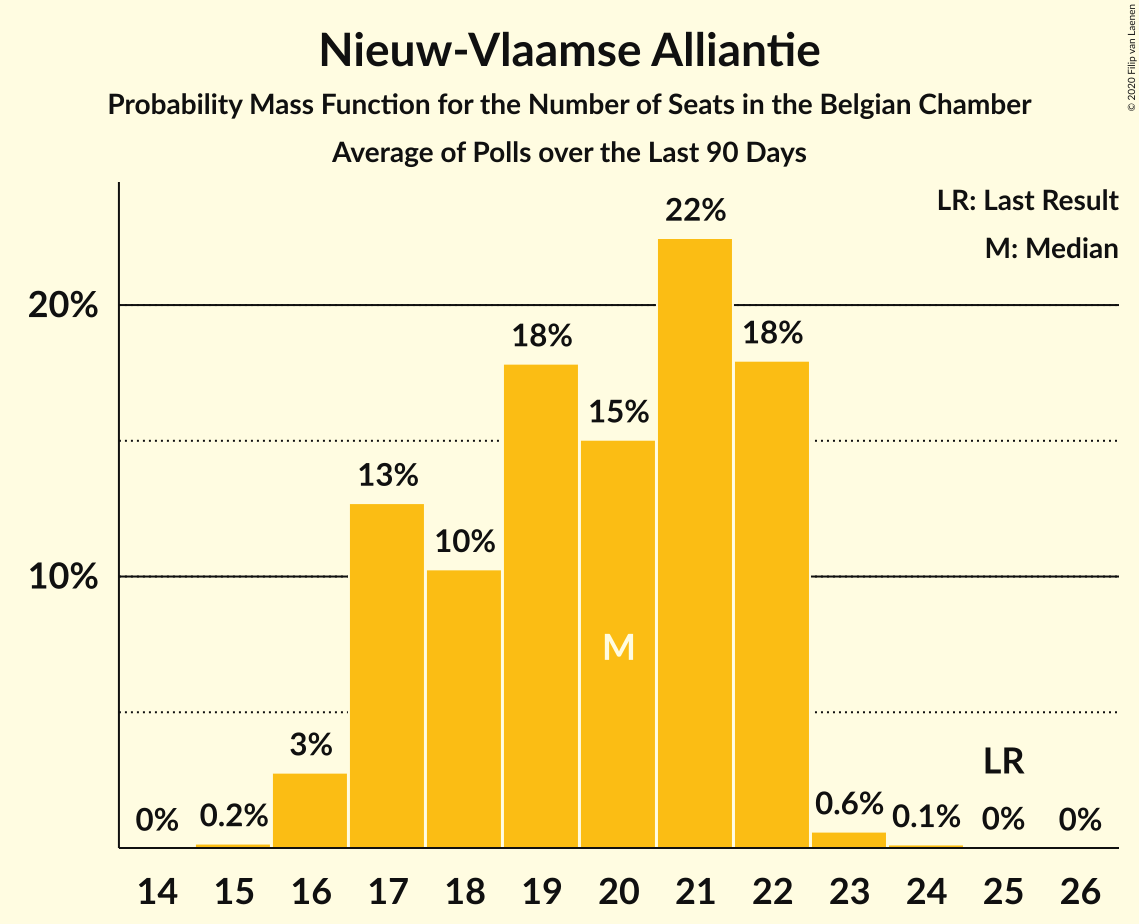 Nieuw-Vlaamse Alliantie
Probability Mass Function for the Number of Seats in the Belgian Chamber
Average of Polls over the Last 90 Days
© 2020 Filip van Laenen
LR: Last Result
M: Median
22%
20%
18% 18%
15%
13%
10%
10%
M
3%
LR
0% 0.2% 0.6% 0.1% 0% 0%
14 15 16 17 18 19 20 21 22 23 24 25 26